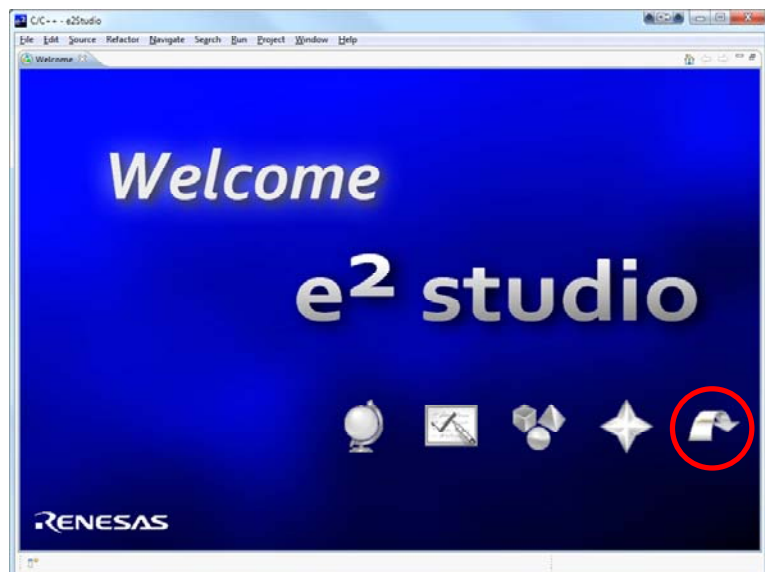 C/C++ - e2Studio
File Edit Source Refactor Navigate Search Run Project Window Help
Welcome
Welcome
e² studio
RENESAS